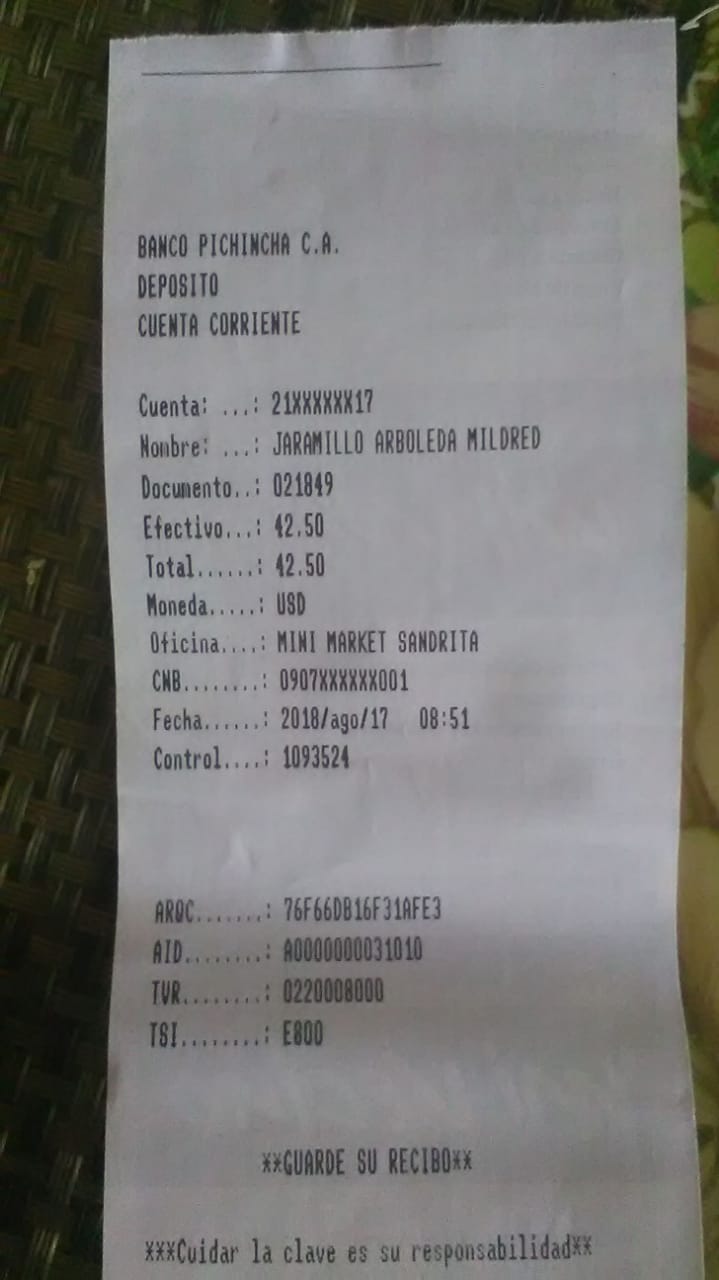 BANCO PICHINCHA C.A.
DEPOSITO
CUENTA CORRIENTE
Cuenta: ...: 21XXXXXX17
Nombre: ...: JARAMILLO ARBOLEDA MILDRED
Documento..: 021849
Efectivo...: 42.50
Total......: 42.50
Moneda.....: USD
Oficina....: MINI MARKET SANDRITA
CNB........: 0907XXXXXX001
Fecha......: 2018/ago/17 08:51
Control....: 1093524
ARQC.......: 76F66DB16F31AFE3
AID........: A0000000031010
TVR........: 0220008000
TSI........: E800
**GUARDE SU RECIBO**
***Cuidar la clave es su responsabilidad**